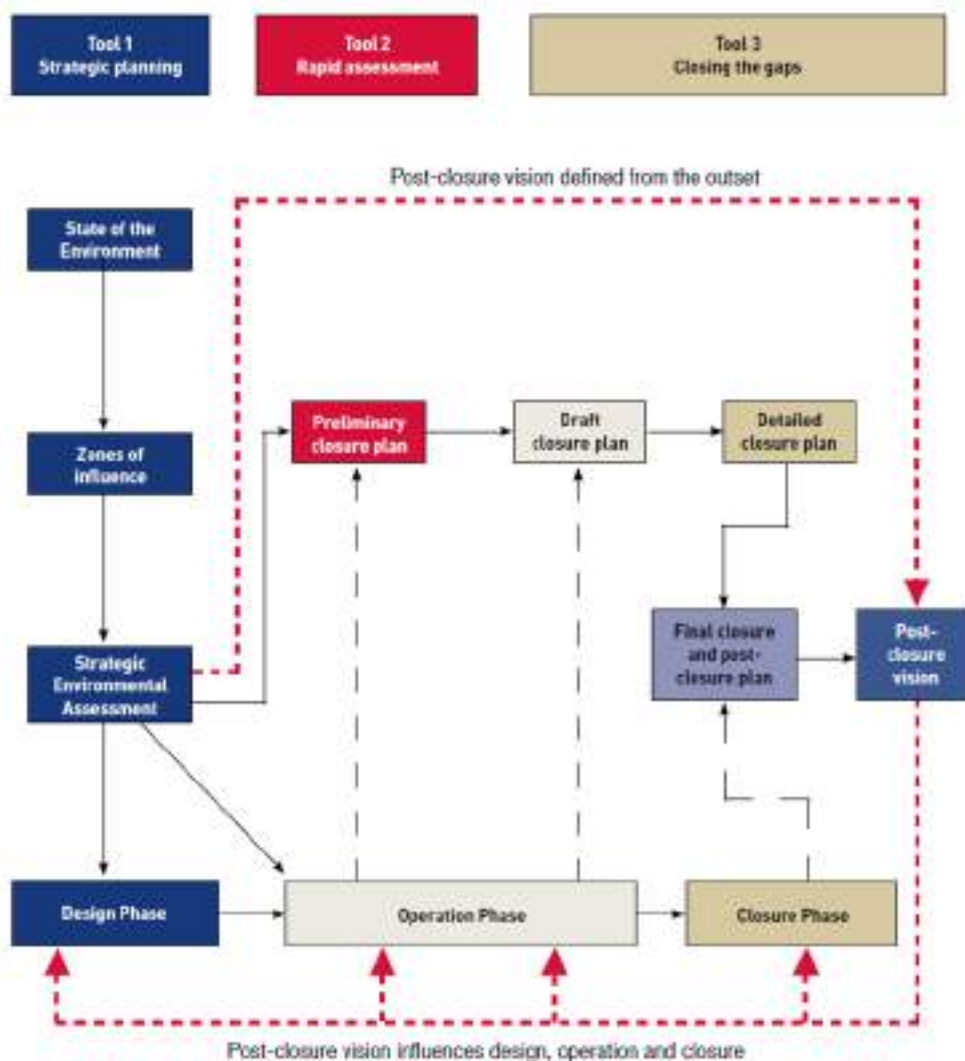 Tool 1
Strategic planning
Tool 2
Rapid assessment
Tool 3
Closing the gaps
Post-closure vision defined from the outset
State of the
Environment
Preliminary
closure plan
Draft
closure plan
Detailed
closure plan
Zones of
influence
Strategic
Environmental
Assessment
Final closure
and post-
closure plan
Post-
closure
vision
Design Phase
Operation Phase
Closure Phase
Post-closure vision influences design, operation and closure